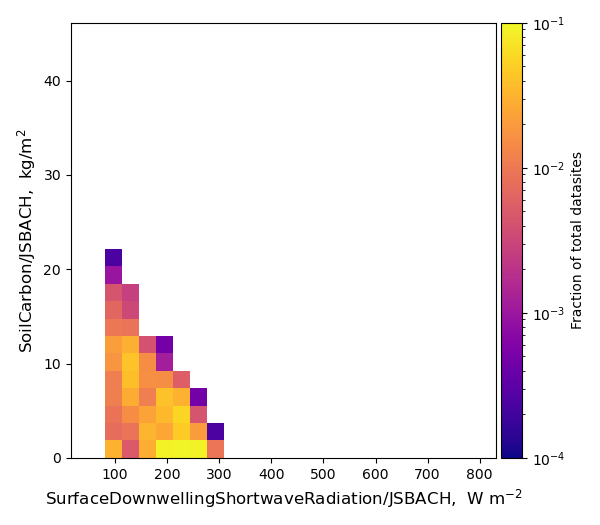 40
30
20
10
0
SoilCarbon/JSBACH,  kg/m²
100 200 300 400 500 600 700 800
SurfaceDownwellingShortwaveRadiation/JSBACH,  W m⁻²
10⁻¹
10⁻²
10⁻³
10⁻⁴
Fraction of total datasites